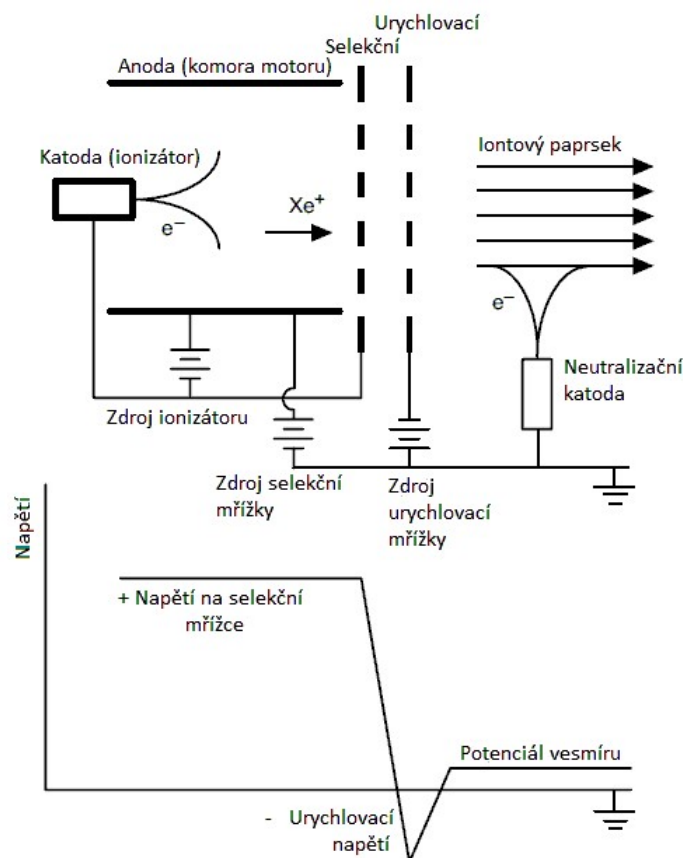 Urychlovací
Selekční
Anoda (komora motoru)
Katoda (ionizátor)
Iontový paprsek
Xe⁺
e⁻
e⁻
Neutralizační
katoda
Zdroj ionizátoru
Zdroj selekční
mřížky
Zdroj
urychlovací
mřížky
Napětí
+ Napětí na selekční
mřížce
Potenciál vesmíru
- Urychlovací
napětí